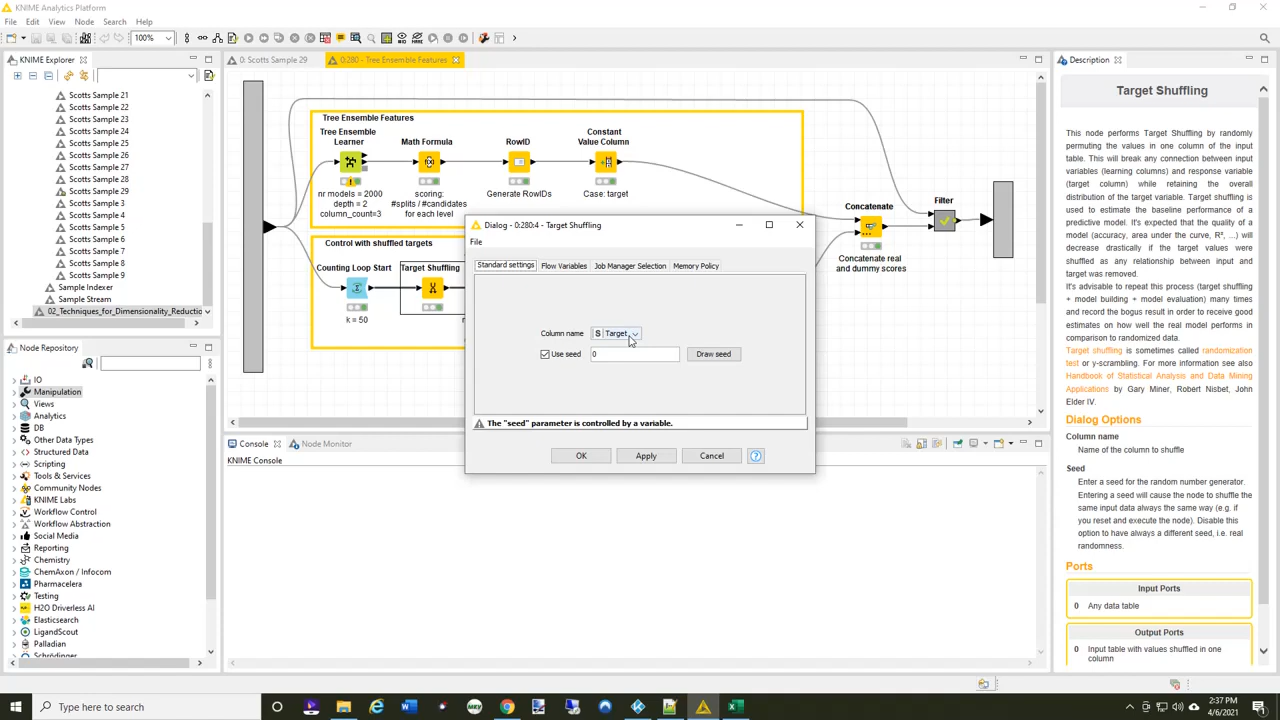 KNIME Analytics Platform
File Edit View Node Search Help
100%
KNIME Explorer
Scotts Sample 21
Scotts Sample 22
Scotts Sample 23
Scotts Sample 24
Scotts Sample 25
Scotts Sample 26
Scotts Sample 27
Scotts Sample 28
Scotts Sample 29
Scotts Sample 3
Scotts Sample 4
Scotts Sample 5
Scotts Sample 6
Scotts Sample 7
Scotts Sample 8
Scotts Sample 9
Sample Indexer
Sample Stream
02_Techniques_for_Dimensionality_Reductio
Node Repository
IO
Manipulation
Views
Analytics
DB
Other Data Types
Structured Data
Scripting
Tools & Services
Community Nodes
KNIME Labs
Workflow Control
Workflow Abstraction
Social Media
Reporting
Chemistry
ChemAxon / Infocom
Pharmacelera
Testing
H2O Driverless AI
Elasticsearch
LigandScout
Palladian
Schrödinger
0: Scotts Sample 29
0:280 - Tree Ensemble Features
Tree Ensemble Features
Tree Ensemble
Learner
nr models = 2000
depth = 2
column_count=3
Math Formula
scoring:
#splits / #candidates
for each level
RowID
Generate RowIDs
Constant
Value Column
Case: target
Control with shuffled targets
Counting Loop Start
k = 50
Target Shuffling
Concatenate
Concatenate real
and dummy scores
Filter
Dialog - 0:280:4 - Target Shuffling
File
Standard settings Flow Variables Job Manager Selection Memory Policy
Column name S Target
Use seed 0 Draw seed
The "seed" parameter is controlled by a variable.
OK Apply Cancel ?
Console
Node Monitor
KNIME Console
Description
Target Shuffling
This node performs Target Shuffling by randomly
permuting the values in one column of the input
table. This will break any connection between input
variables (learning columns) and response variable
(target column) while retaining the overall
distribution of the target variable. Target shuffling
is used to estimate the baseline performance of a
predictive model. It's expected that the quality of a
model (accuracy, area under the curve, R², ...) will
decrease drastically if the target values were
shuffled as any relationship between input and
target was removed.
It's advisable to repeat this process (target shuffling
+ model building + model evaluation) many times
and record the bogus result in order to receive good
estimates on how well the real model performs in
comparison to randomized data.
Target shuffling is sometimes called randomization
test or y-scrambling. For more information see also
Handbook of Statistical Analysis and Data Mining
Applications by Gary Miner, Robert Nisbet, John
Elder IV.
Dialog Options
Column name
Name of the column to shuffle
Seed
Enter a seed for the random number generator.
Entering a seed will cause the node to shuffle the
same input data always the same way (e.g. if
you reset and execute the node). Disable this
option to have always a different seed, i.e. real
randomness.
Ports
Input Ports
0 Any data table
Output Ports
0 Input table with values shuffled in one
column
Type here to search
2:37 PM
4/6/2021